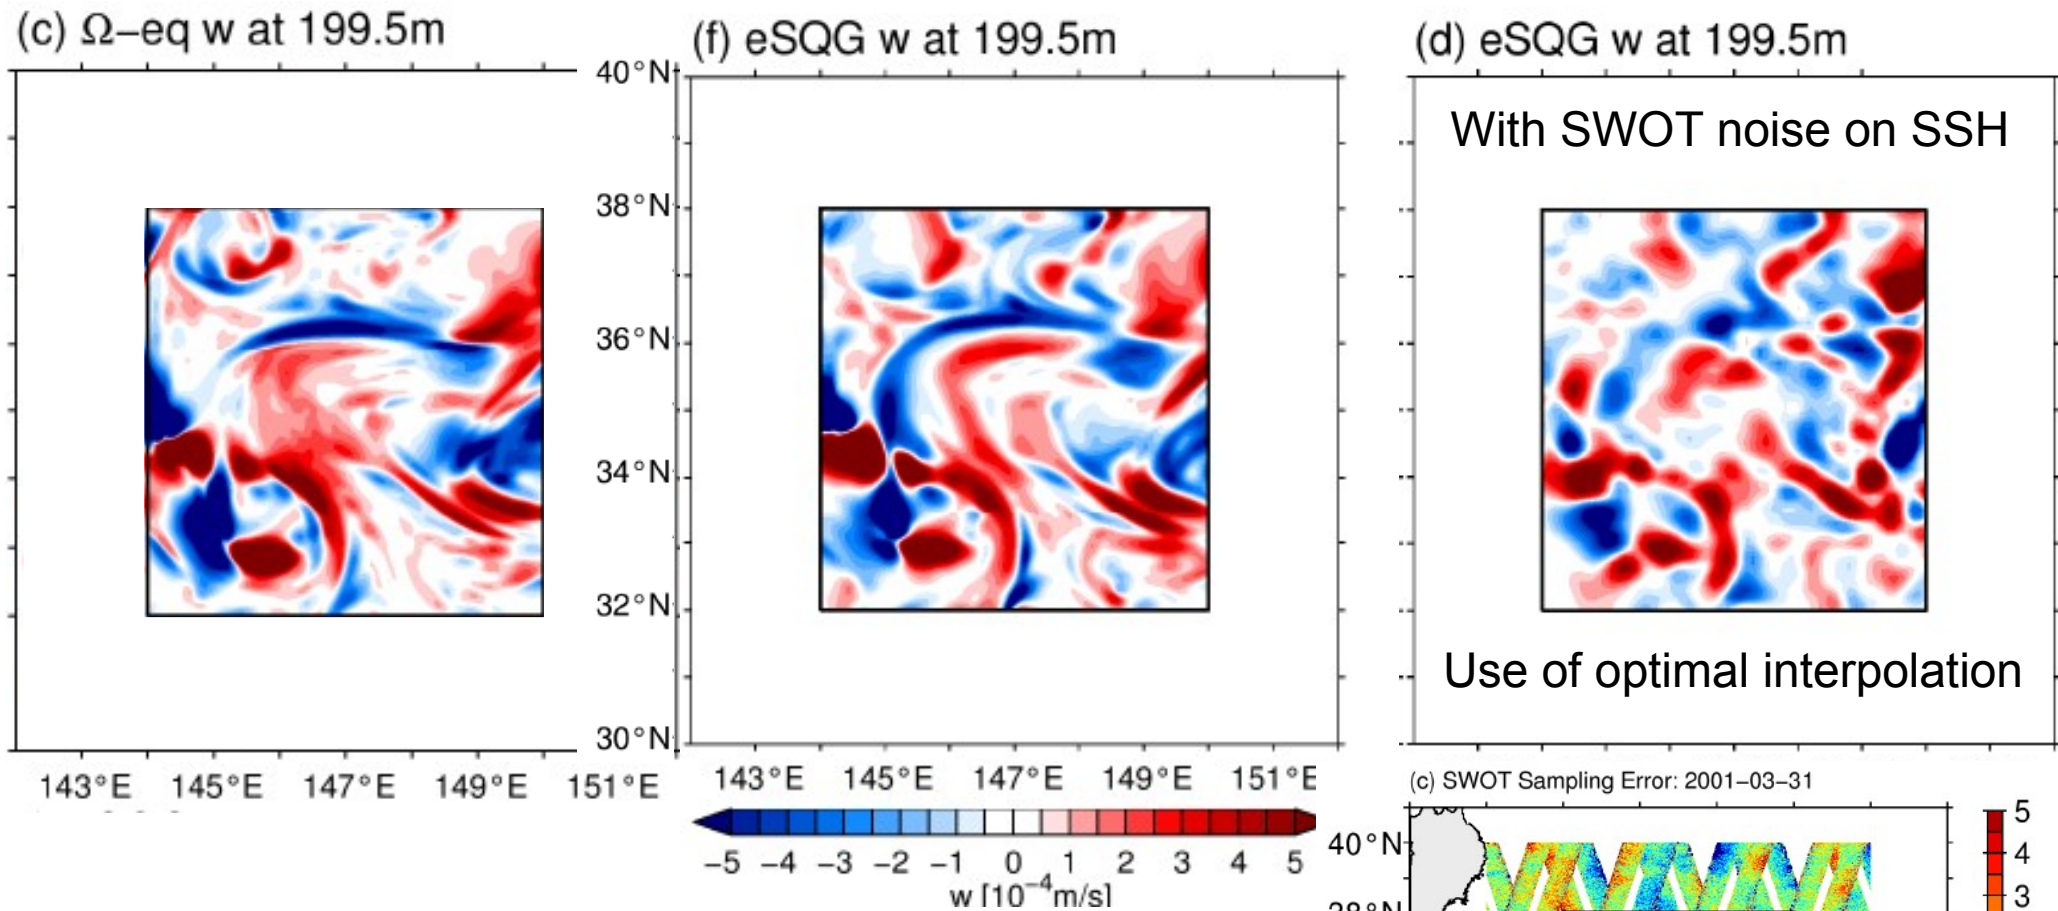 (c) Ω−eq w at 199.5m
(f) eSQG w at 199.5m
(d) eSQG w at 199.5m
With SWOT noise on SSH
Use of optimal interpolation
40°N
38°N
36°N
34°N
32°N
30°N
143°E 145°E 147°E 149°E 151°E
143°E 145°E 147°E 149°E 151°E
−5 −4 −3 −2 −1 0 1 2 3 4 5
w [10−4m/s]
(c) SWOT Sampling Error: 2001−03−31
40°N
38°N
5
4
3